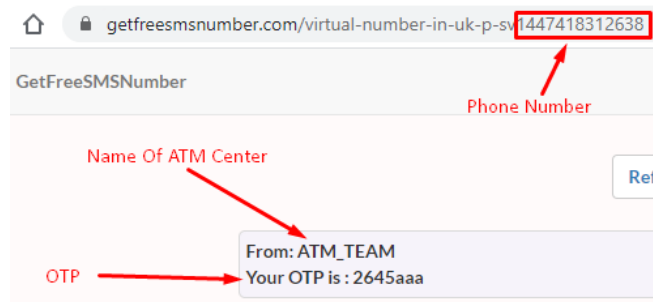 getfreesmsnumber.com/virtual-number-in-uk-p-sv1447418312638
GetFreeSMSNumber
Phone Number
Name Of ATM Center
From: ATM_TEAM
OTP
Your OTP is : 2645aaa